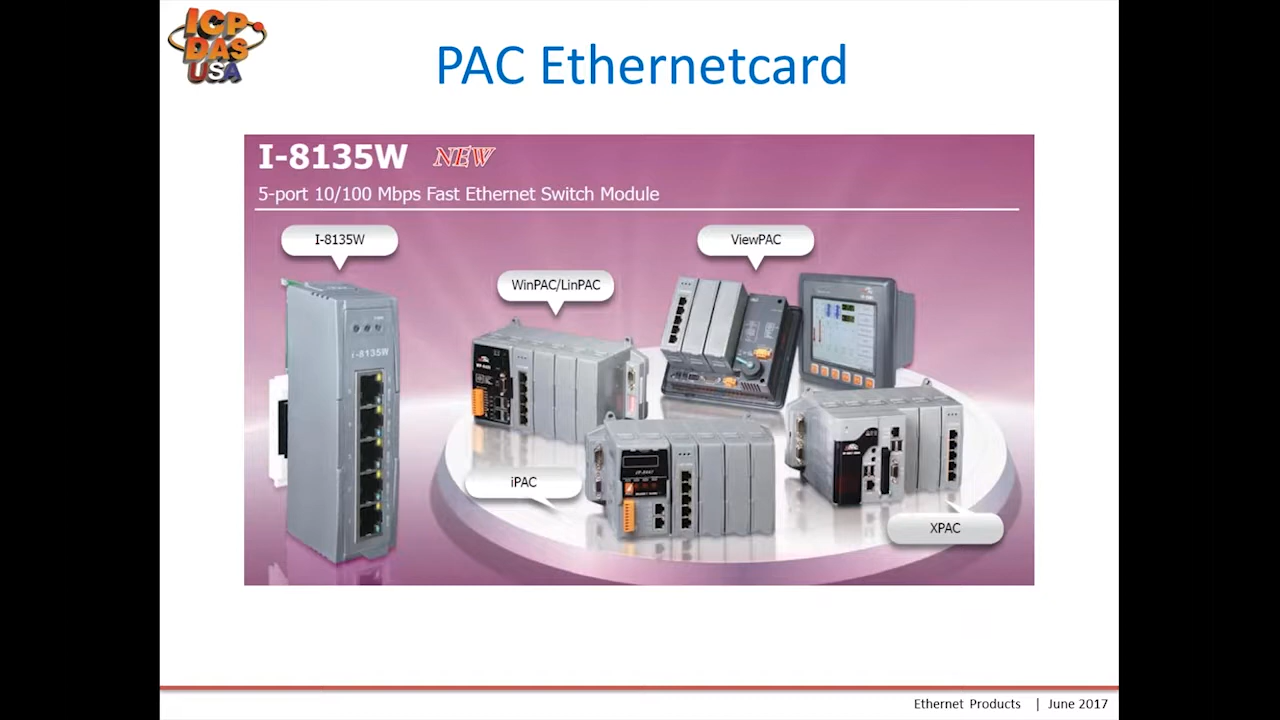 ICP
DAS
USA
PAC Ethernetcard
I-8135W NEW
5-port 10/100 Mbps Fast Ethernet Switch Module
I-8135W
ViewPAC
WinPAC/LinPAC
i-8135W
iPAC
XPAC
Ethernet Products | June 2017